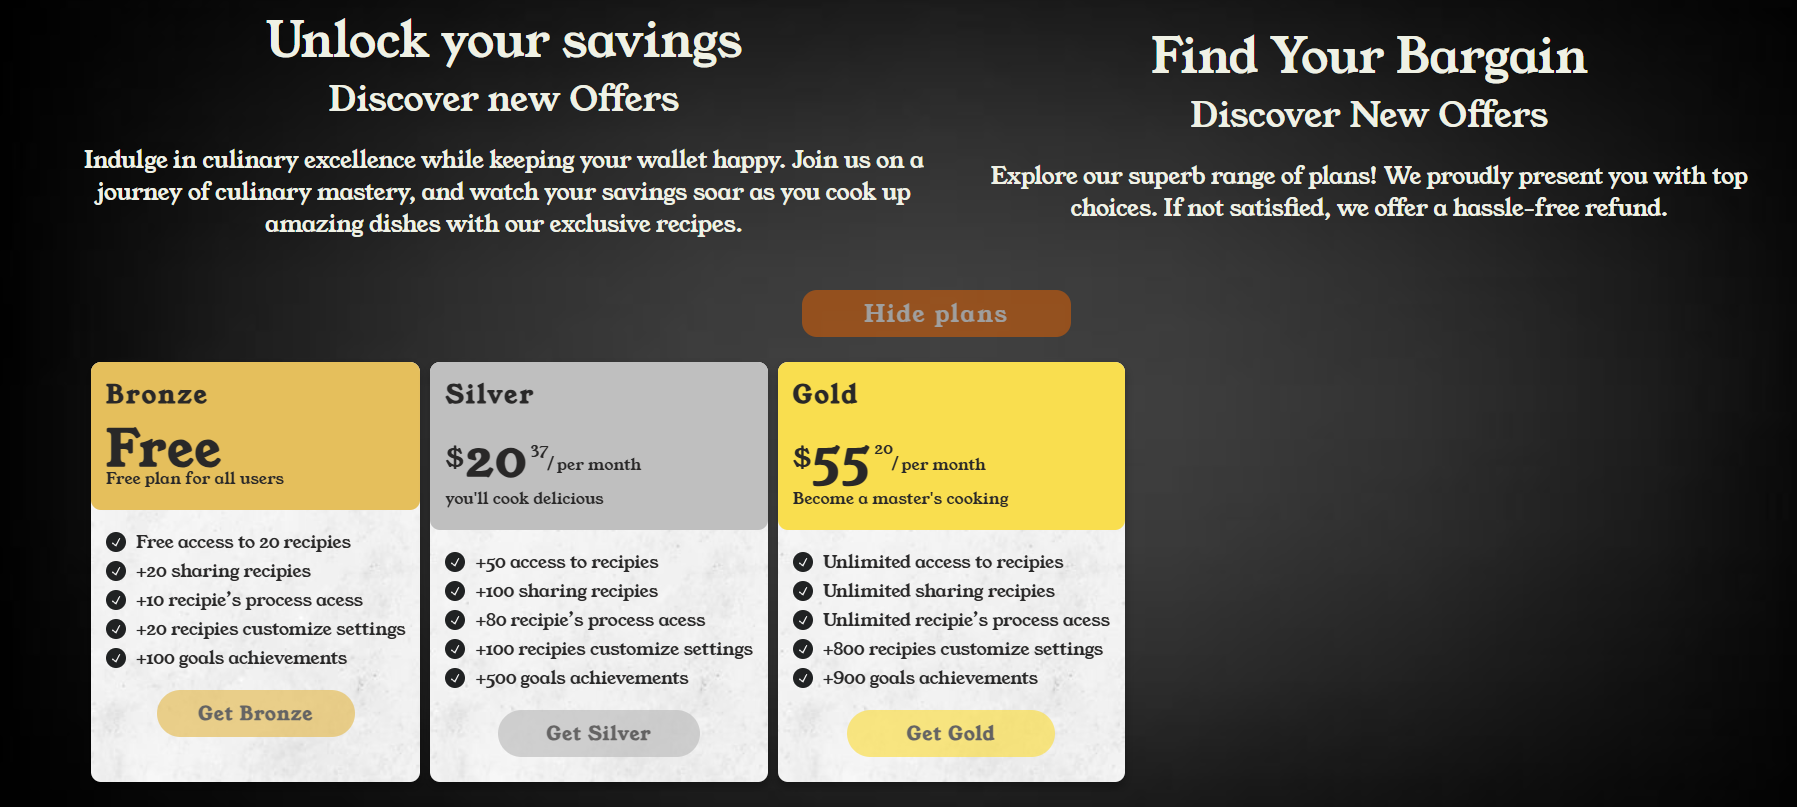 Unlock your savings
Discover new Offers
Indulge in culinary excellence while keeping your wallet happy. Join us on a
journey of culinary mastery, and watch your savings soar as you cook up
amazing dishes with our exclusive recipes.
Find Your Bargain
Discover New Offers
Explore our superb range of plans! We proudly present you with top
choices. If not satisfied, we offer a hassle-free refund.
Hide plans
Bronze
Free
Free plan for all users
Free access to 20 recipies
+20 sharing recipies
+10 recipie's process acess
+20 recipies customize settings
+100 goals achievements
Get Bronze
Silver
$20 37/ per month
you'll cook delicious
+50 access to recipies
+100 sharing recipies
+80 recipie's process acess
+100 recipies customize settings
+500 goals achievements
Get Silver
Gold
$55 20/ per month
Become a master's cooking
Unlimited access to recipies
Unlimited sharing recipies
Unlimited recipie's process acess
+800 recipies customize settings
+900 goals achievements
Get Gold